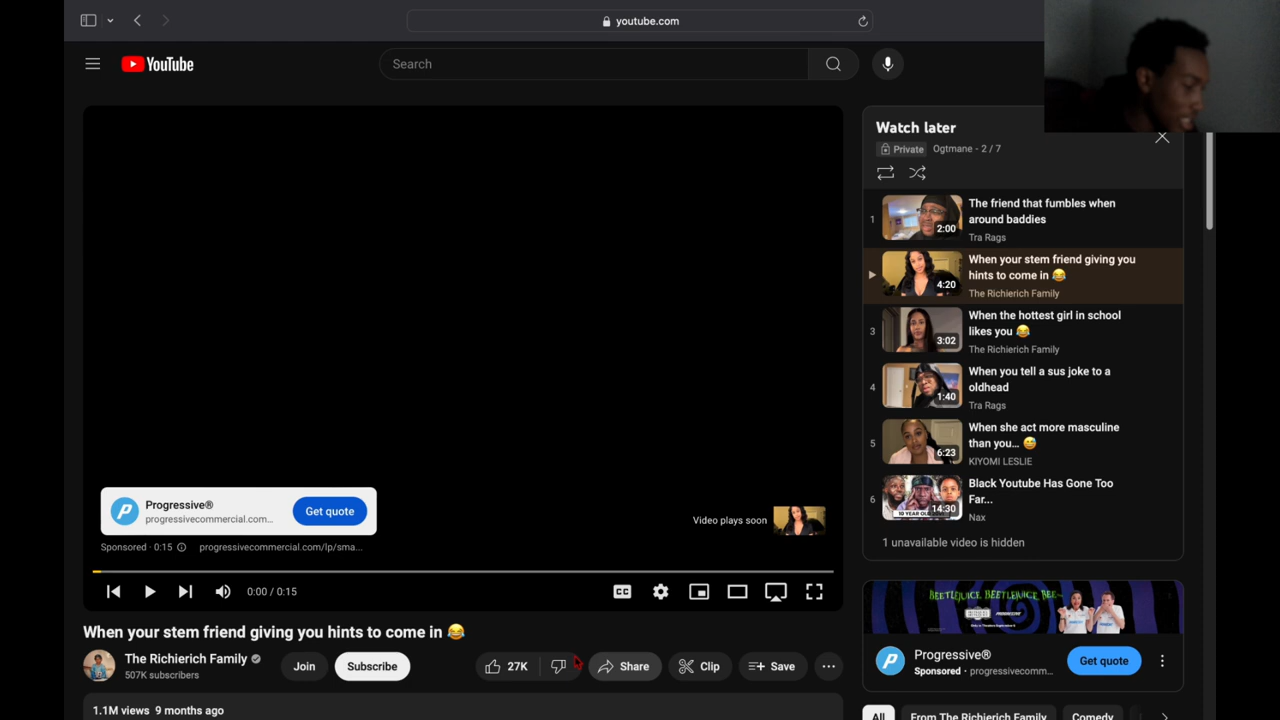 youtube.com
YouTube
Search
Watch later
Private
Ogtmane - 2 / 7
1
2:00
The friend that fumbles when
around baddies
Tra Rags
4:20
When your stem friend giving you
hints to come in 😂
The Richierich Family
3
3:02
When the hottest girl in school
likes you 😂
The Richierich Family
4
1:40
When you tell a sus joke to a
oldhead
Tra Rags
5
6:23
When she act more masculine
than you... 😅
KIYOMI LESLIE
6
14:30
Black Youtube Has Gone Too
Far...
Nax
1 unavailable video is hidden
Progressive®
progressivecommercial.com...
Get quote
Video plays soon
Sponsored · 0:15
progressivecommercial.com/lp/sma...
CC
0:00 / 0:15
When your stem friend giving you hints to come in 😂
The Richierich Family
507K subscribers
Join
Subscribe
27K
Share
Clip
Save
1.1M views 9 months ago
BEETLEJUICE BEETLEJUICE BEE
Progressive®
Sponsored · progressivecomm...
Get quote
All
From The Richierich Family
Comedy